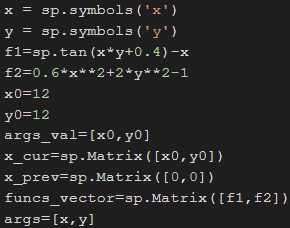 x = sp.symbols('x')
y = sp.symbols('y')
f1=sp.tan(x*y+0.4)-x
f2=0.6*x**2+2*y**2-1
x0=12
y0=12
args_val=[x0,y0]
x_cur=sp.Matrix([x0,y0])
x_prev=sp.Matrix([0,0])
funcs_vector=sp.Matrix([f1,f2])
args=[x,y]